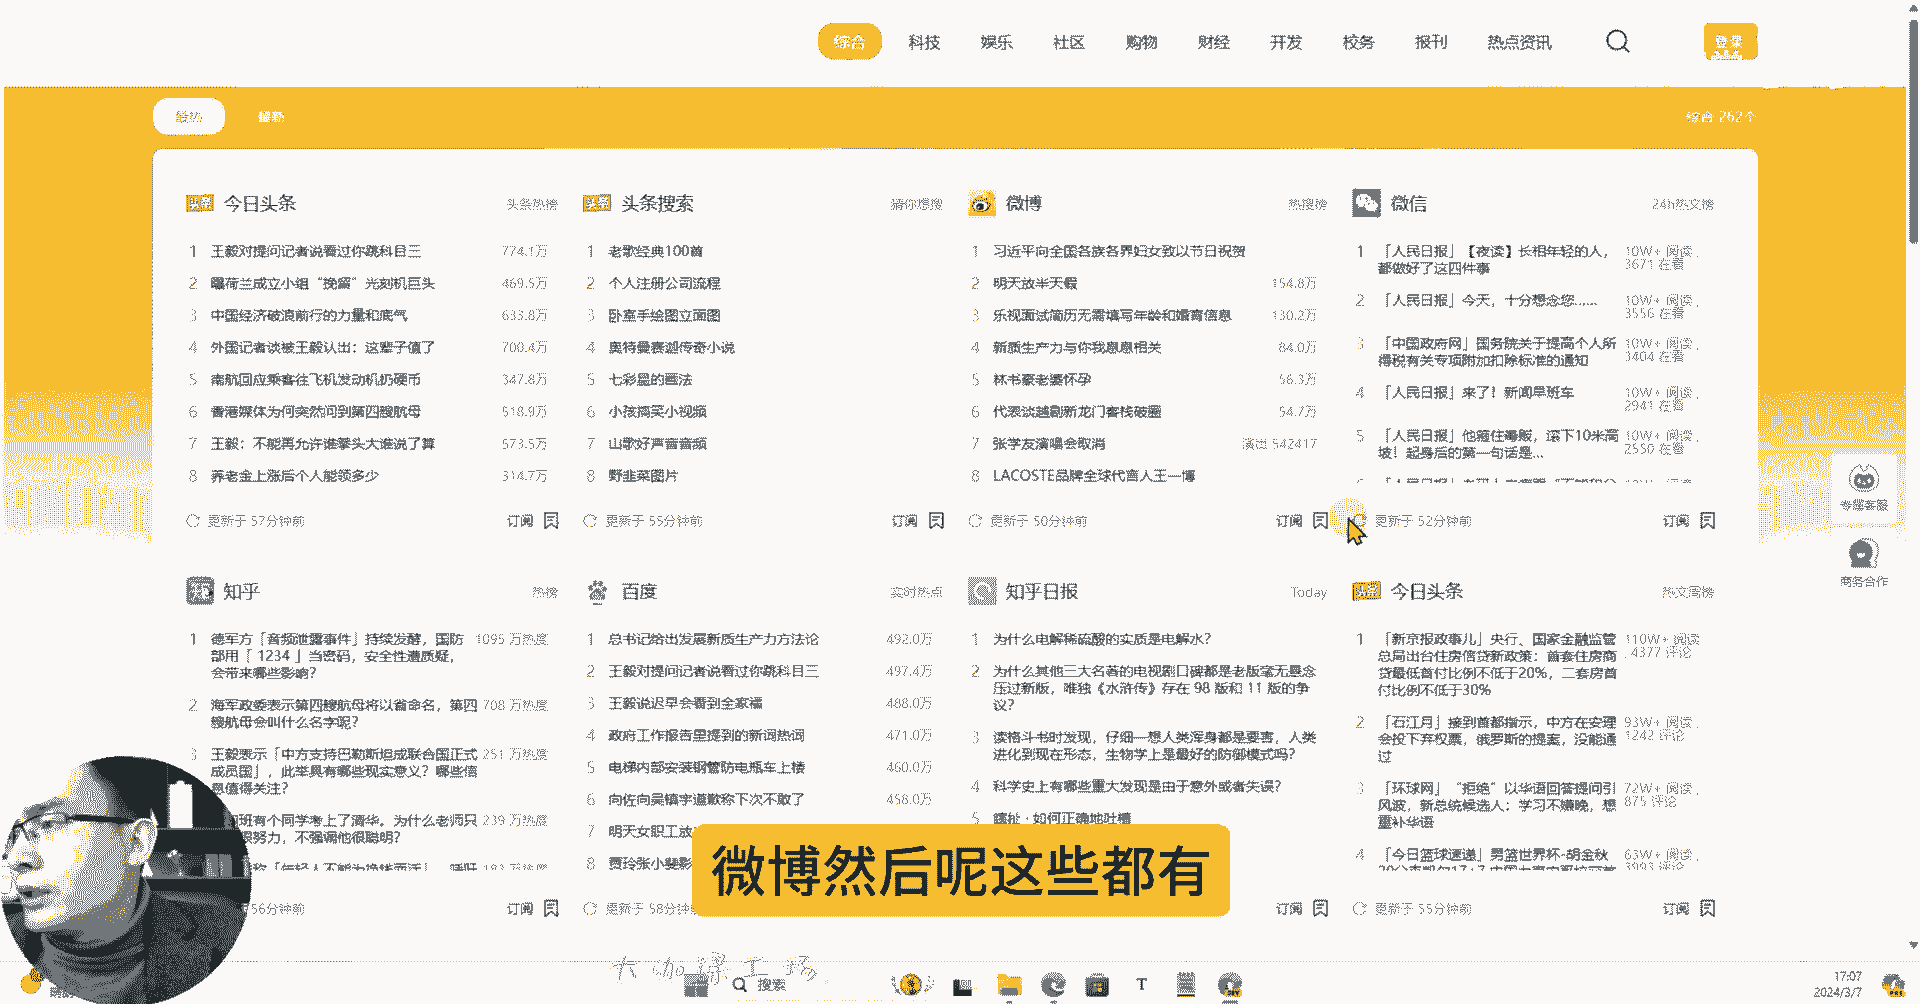 综合 科技 娱乐 社区 购物 财经 开发 校务 报刊 热点资讯 登录
最热 最新 综合 262个
今日头条 头条热榜
1 王毅对提问记者说看过你跳科目三 774.1万
2 曝荷兰成立小组“挽留”光刻机巨头 469.5万
3 中国经济破浪前行的力量和底气 633.8万
4 外国记者谈被王毅认出：这辈子值了 700.4万
5 南航回应乘客往飞机发动机扔硬币 347.8万
6 香港媒体为何突然问到第四艘航母 518.9万
7 王毅：不能再允许谁拳头大谁说了算 573.5万
8 养老金上涨后个人能领多少 314.7万
更新于 57分钟前 订阅
头条搜索 猜你想搜
1 老歌经典100首
2 个人注册公司流程
3 卧室手绘图立面图
4 奥特曼赛迦传奇小说
5 七彩盘的画法
6 小孩搞笑小视频
7 山歌好声音音频
8 野韭菜图片
更新于 55分钟前 订阅
微博 热搜榜
1 习近平向全国各族各界妇女致以节日祝贺
2 明天放半天假 154.8万
3 乐视面试简历无需填写年龄和婚育信息 130.2万
4 新质生产力与你我息息相关 84.0万
5 林书豪老婆怀孕 56.3万
6 代表谈越剧新龙门客栈破圈 54.7万
7 张学友演唱会取消 演出 542417
8 LACOSTE品牌全球代言人王一博
更新于 50分钟前 订阅
微信 24h热文榜
1 「人民日报」【夜读】长相年轻的人， 10W+ 阅读 ,
都做好了这四件事 3671 在看
2 「人民日报」今天，十分想念您…… 10W+ 阅读 ,
3556 在看
3 「中国政府网」国务院关于提高个人所 10W+ 阅读 ,
得税有关专项附加扣除标准的通知 3404 在看
4 「人民日报」来了！新闻早班车 10W+ 阅读 ,
2941 在看
5 「人民日报」他箍住毒贩，滚下10米高 10W+ 阅读 ,
坡！起身后的第一句话是... 2550 在看
更新于 52分钟前 订阅
专属客服
商务合作
知乎 热榜
1 德军方「音频泄露事件」持续发酵，国防 1095 万热度
部用「 1234 」当密码，安全性遭质疑，
会带来哪些影响？
2 海军政委表示第四艘航母将以省命名，第四 708 万热度
艘航母会叫什么名字呢？
3 王毅表示「中方支持巴勒斯坦成联合国正式 251 万热度
成员国」，此举具有哪些现实意义？哪些信
息值得关注？
班有个同学考上了清华，为什么老师只 239 万热度
努力，不强调他很聪明？
56分钟前 订阅
百度 实时热点
1 总书记给出发展新质生产力方法论 492.0万
2 王毅对提问记者说看过你跳科目三 497.4万
3 王毅说迟早会看到全家福 488.0万
4 政府工作报告里提到的新词热词 471.0万
5 电梯内部安装钢管防电瓶车上楼 460.0万
6 向佐向吴镇宇道歉称下次不敢了 458.0万
7 明天女职工放
8 贾玲张小斐影
更新于 58分钟
知乎日报 Today
1 为什么电解稀硫酸的实质是电解水？
2 为什么其他三大名著的电视剧口碑都是老版毫无悬念
压过新版，唯独《水浒传》存在 98 版和 11 版的争
议？
3 读格斗书时发现，仔细一想人类浑身都是要害，人类
进化到现在形态，生物学上是最好的防御模式吗？
4 科学史上有哪些重大发现是由于意外或者失误？
5 瞎扯 · 如何正确地吐槽
订阅
今日头条 热文周榜
1 「新京报政事儿」央行、国家金融监管 110W+ 阅读
总局出台住房信贷新政策：首套住房商 , 4377 评论
贷最低首付比例不低于20%，二套房首
付比例不低于30%
2 「石江月」接到首都指示，中方在安理 93W+ 阅读 ,
会投下弃权票，俄罗斯的提案，没能通 1242 评论
过
3 「环球网」“拒绝”以华语回答提问引 72W+ 阅读 ,
风波，新总统候选人：学习不嫌晚，想 875 评论
重补华语
4 「今日篮球速递」男篮世界杯-胡金秋 63W+ 阅读 ,
更新于 55分钟前 订阅
微博然后呢这些都有
大咖课工场
搜索
17:07
2024/3/7